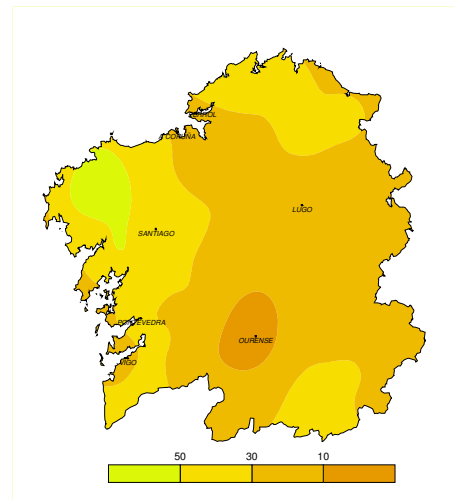 FERROL
A CORUÑA
LUGO
SANTIAGO
PONTEVEDRA
OURENSE
VIGO
50 30 10